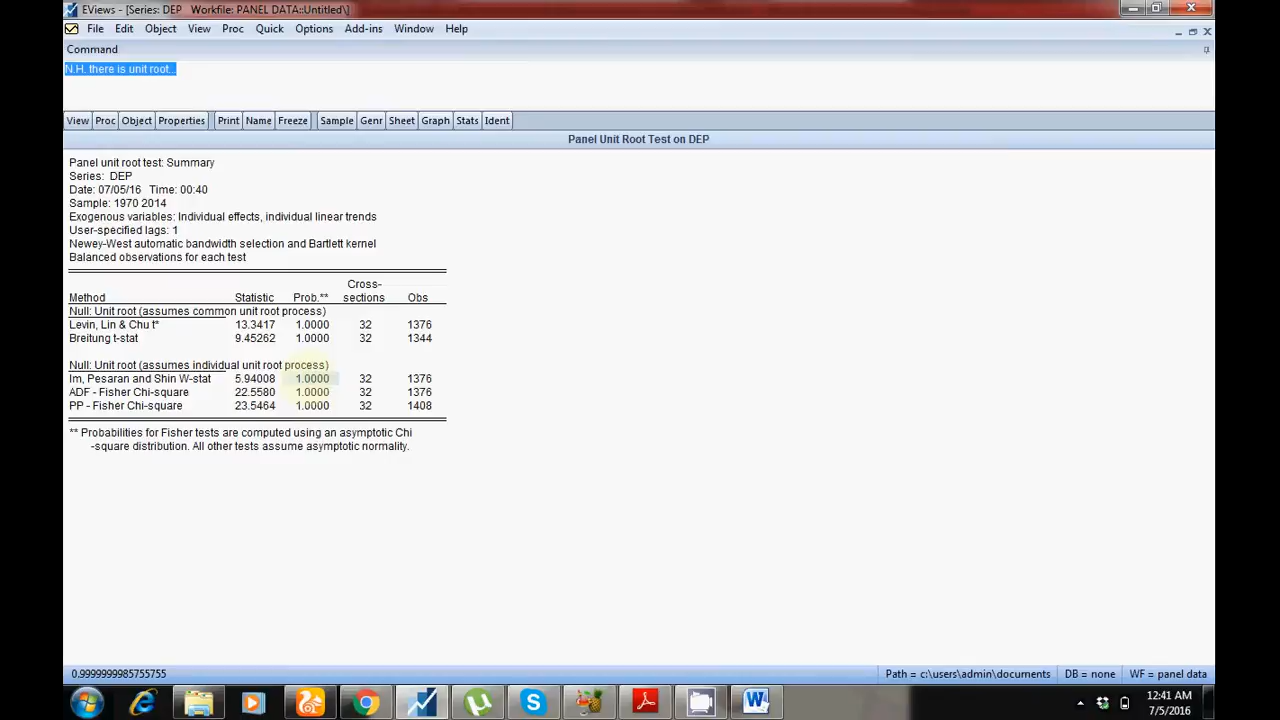 EViews - [Series: DEP   Workfile: PANEL DATA::Untitled\]
File Edit Object View Proc Quick Options Add-ins Window Help
Command
N.H. there is unit root...
View Proc Object Properties Print Name Freeze Sample Genr Sheet Graph Stats Ident
Panel Unit Root Test on DEP
Panel unit root test: Summary
Series: DEP
Date: 07/05/16 Time: 00:40
Sample: 1970 2014
Exogenous variables: Individual effects, individual linear trends
User-specified lags: 1
Newey-West automatic bandwidth selection and Bartlett kernel
Balanced observations for each test
Cross-
Method Statistic Prob.** sections Obs
Null: Unit root (assumes common unit root process)
Levin, Lin & Chu t* 13.3417 1.0000 32 1376
Breitung t-stat 9.45262 1.0000 32 1344
Null: Unit root (assumes individual unit root process)
Im, Pesaran and Shin W-stat 5.94008 1.0000 32 1376
ADF - Fisher Chi-square 22.5580 1.0000 32 1376
PP - Fisher Chi-square 23.5464 1.0000 32 1408
** Probabilities for Fisher tests are computed using an asymptotic Chi
-square distribution. All other tests assume asymptotic normality.
0.9999999985755755 Path = c:\users\admin\documents DB = none WF = panel data
12:41 AM
7/5/2016